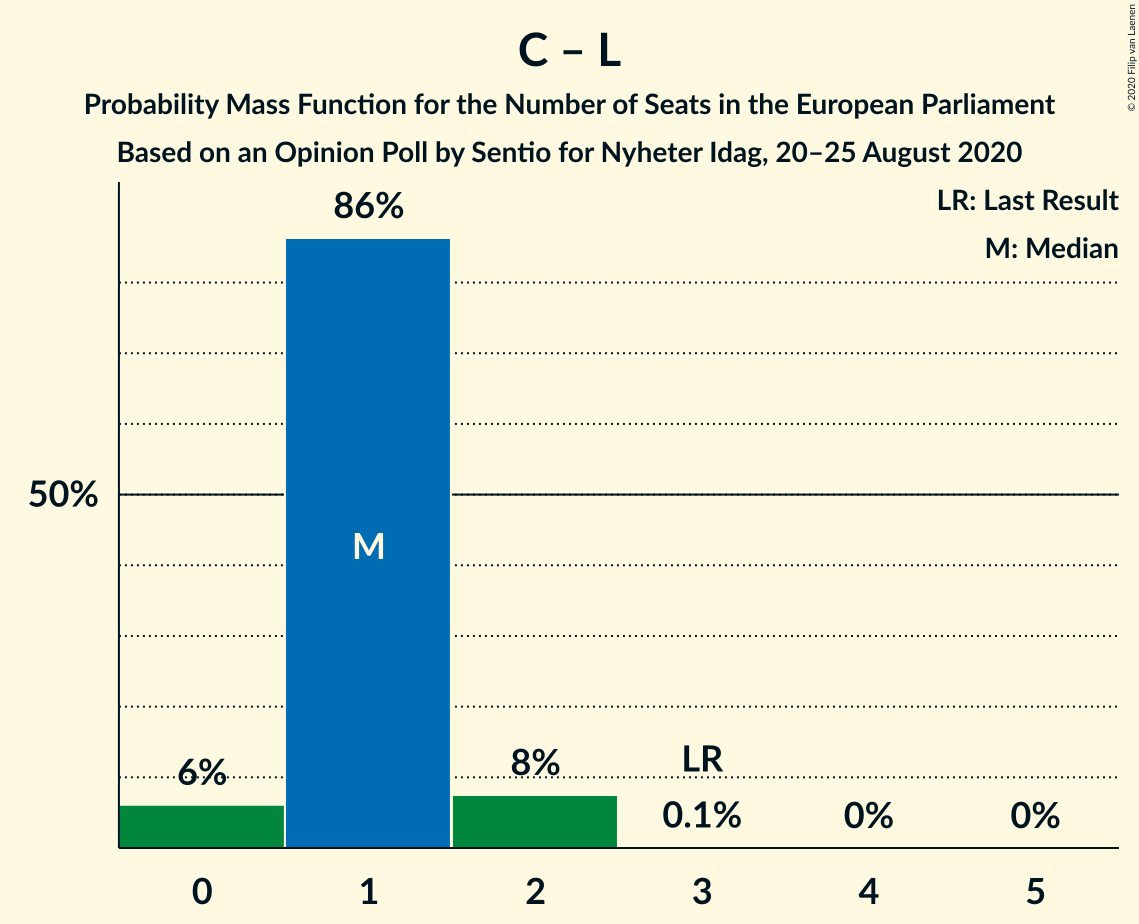 C – L
Probability Mass Function for the Number of Seats in the European Parliament
Based on an Opinion Poll by Sentio for Nyheter Idag, 20–25 August 2020
© 2020 Filip van Laenen
LR: Last Result
M: Median
86%
50%
M
6%
8%
LR
0.1%
0%
0%
0
1
2
3
4
5